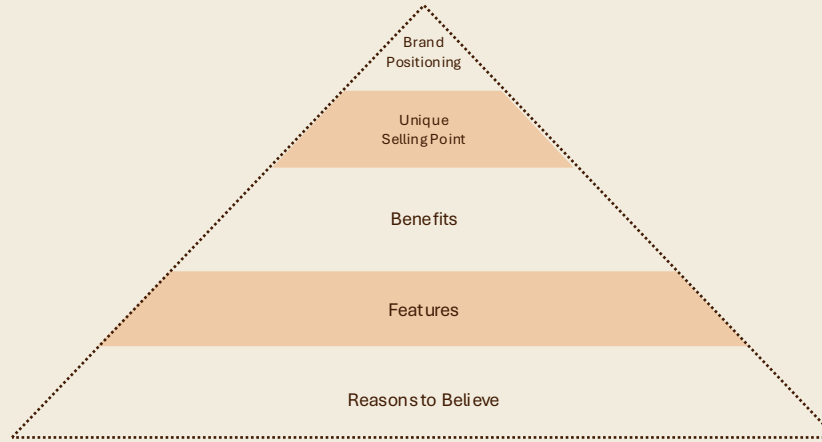 Brand
Positioning
Unique
Selling Point
Benefits
Features
Reasons to Believe